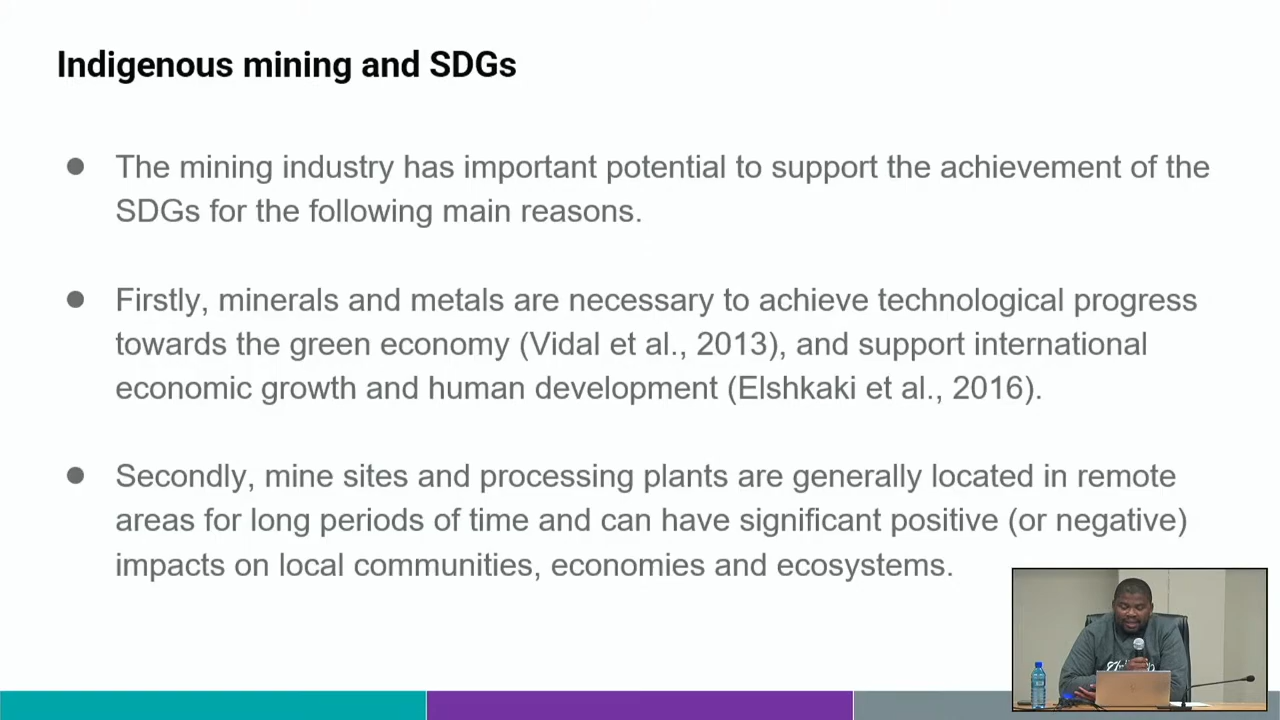 Indigenous mining and SDGs
● The mining industry has important potential to support the achievement of the
SDGs for the following main reasons.
● Firstly, minerals and metals are necessary to achieve technological progress
towards the green economy (Vidal et al., 2013), and support international
economic growth and human development (Elshkaki et al., 2016).
● Secondly, mine sites and processing plants are generally located in remote
areas for long periods of time and can have significant positive (or negative)
impacts on local communities, economies and ecosystems.